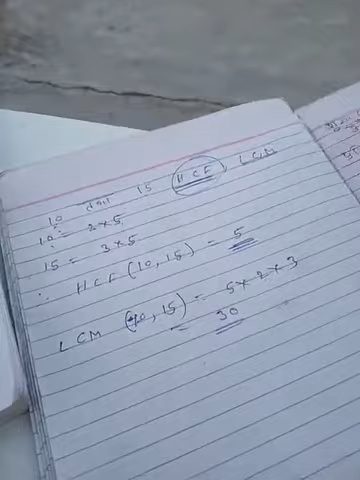 10 तथा 15 HCF, LCM
10 = 2×5
15 = 3×5
∴ HCF (10, 15) = 5
LCM (10, 15) = 5×2×3
= 30